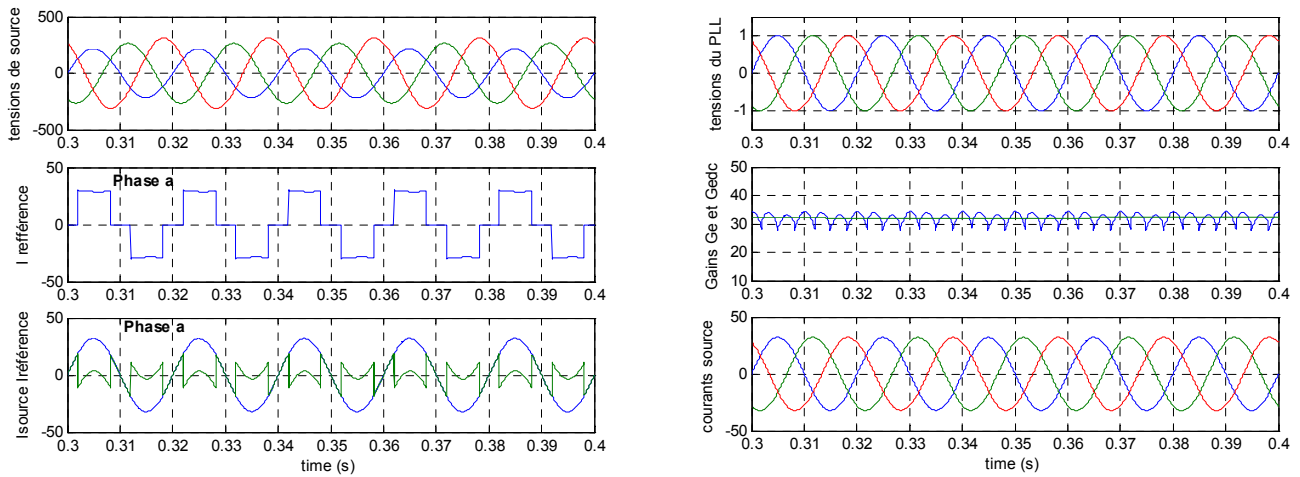 tensions de source
500
0
-500
0.3 0.31 0.32 0.33 0.34 0.35 0.36 0.37 0.38 0.39 0.4
I refférence
Phase a
50
0
-50
0.3 0.31 0.32 0.33 0.34 0.35 0.36 0.37 0.38 0.39 0.4
Isource Iréférence
Phase a
50
0
-50
0.3 0.31 0.32 0.33 0.34 0.35 0.36 0.37 0.38 0.39 0.4
time (s)
tensions du PLL
1
0
-1
0.3 0.31 0.32 0.33 0.34 0.35 0.36 0.37 0.38 0.39 0.4
Gains Ge et Gedc
50
40
30
20
10
0.3 0.31 0.32 0.33 0.34 0.35 0.36 0.37 0.38 0.39 0.4
courants source
50
0
-50
0.3 0.31 0.32 0.33 0.34 0.35 0.36 0.37 0.38 0.39 0.4
time (s)